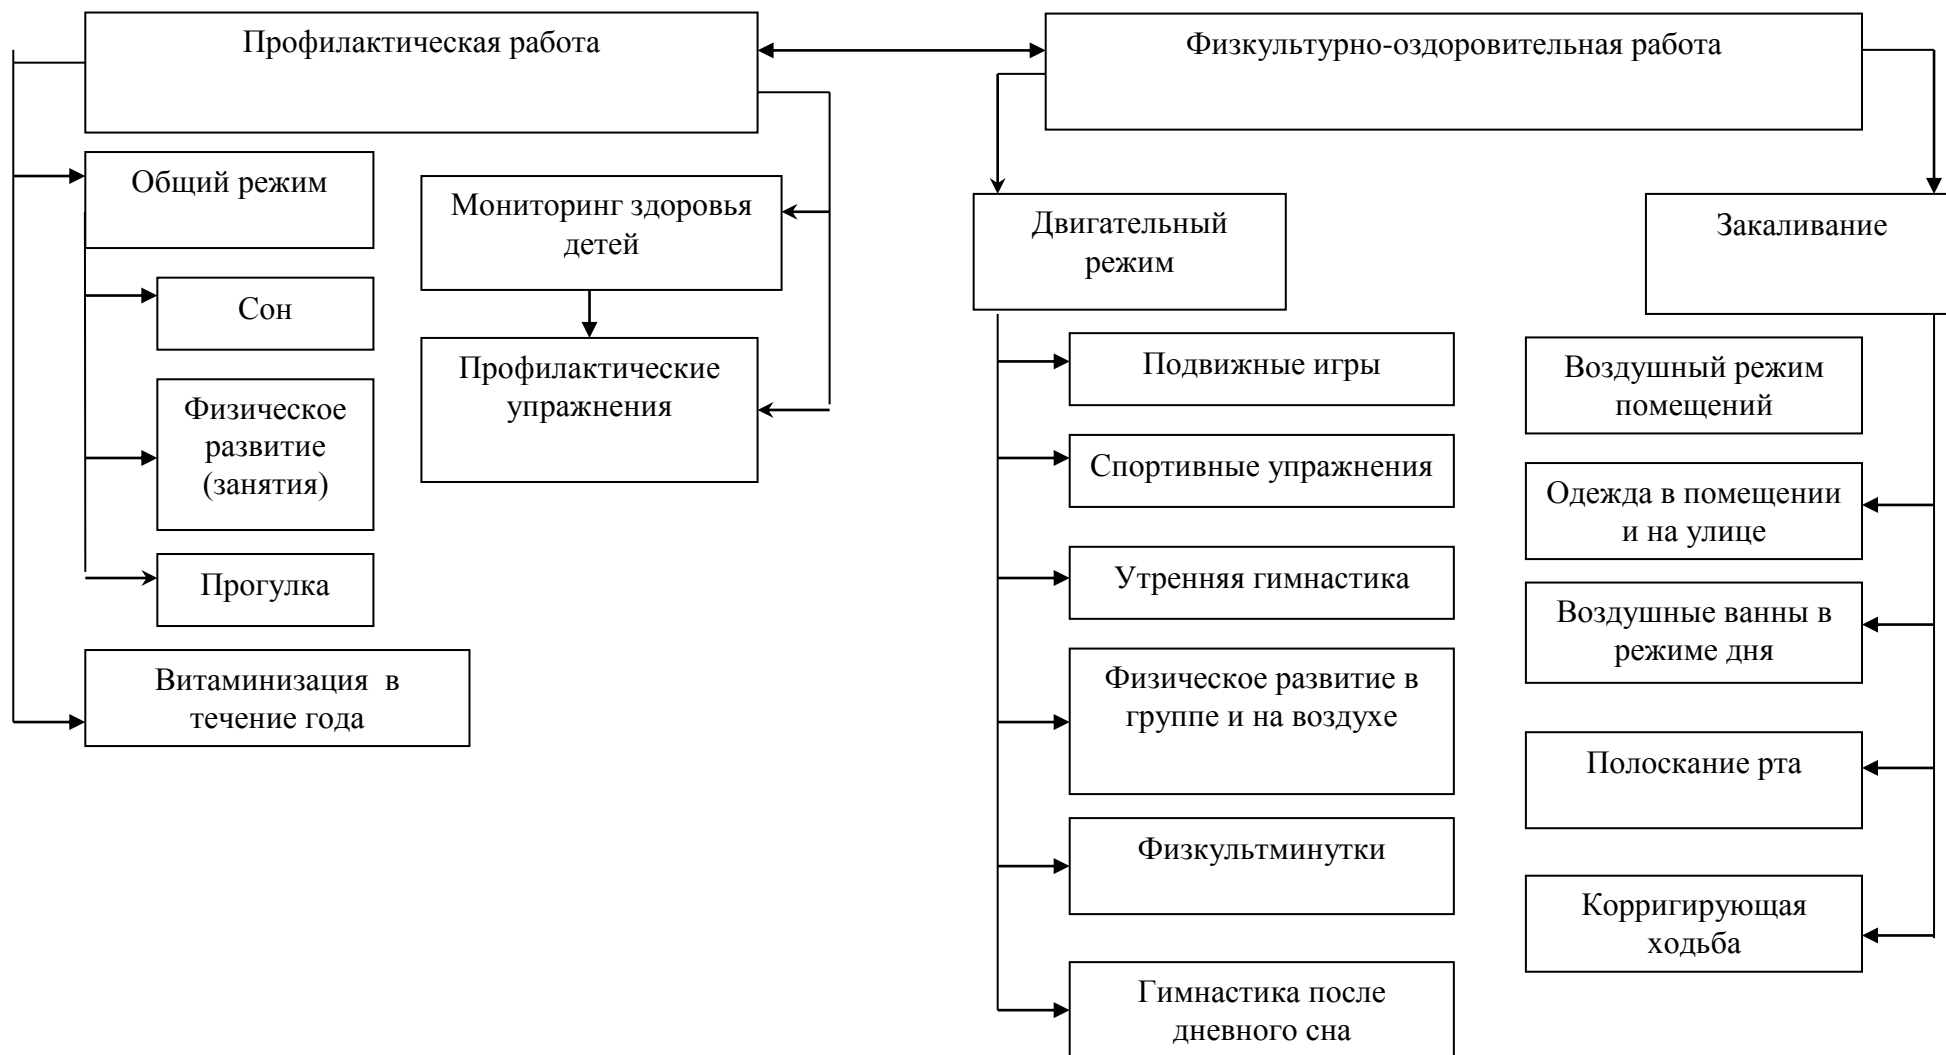 Профилактическая работа
Физкультурно-оздоровительная работа
Общий режим
Мониторинг здоровья
детей
Сон
Профилактические
упражнения
Физическое
развитие
(занятия)
Прогулка
Витаминизация в
течение года
Двигательный
режим
Подвижные игры
Спортивные упражнения
Утренняя гимнастика
Физическое развитие в
группе и на воздухе
Физкультминутки
Гимнастика после
дневного сна
Закаливание
Воздушный режим
помещений
Одежда в помещении
и на улице
Воздушные ванны в
режиме дня
Полоскание рта
Корригирующая
ходьба